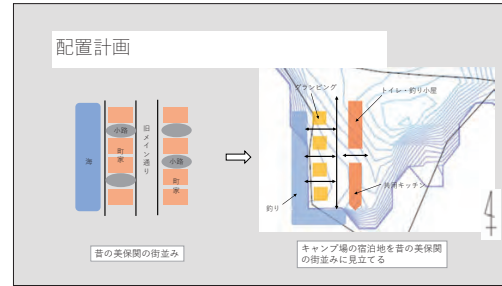 配置計画
グランピング
トイレ・釣り小屋
小路
旧メイン通り
海
町家
小路
町家
共同キッチン
釣り
昔の美保関の街並み
キャンプ場の宿泊地を昔の美保関
の街並みに見立てる